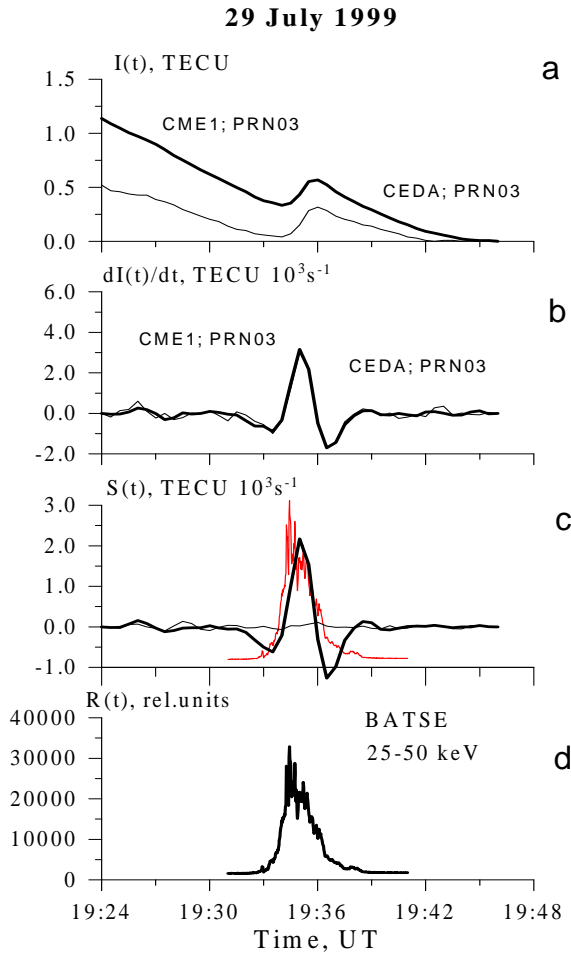 29 July 1999
I(t), TECU
a
1.5
CME1; PRN03
1.0
CEDA; PRN03
0.5
0.0
dI(t)/dt, TECU 10³s⁻¹
b
6.0
CME1; PRN03
4.0
CEDA; PRN03
2.0
0.0
-2.0
S(t), TECU 10³s⁻¹
c
3.0
2.0
1.0
0.0
-1.0
R(t), rel.units
d
40000
BATSE
25-50 keV
30000
20000
10000
0
19:24 19:30 19:36 19:42 19:48
Time, UT